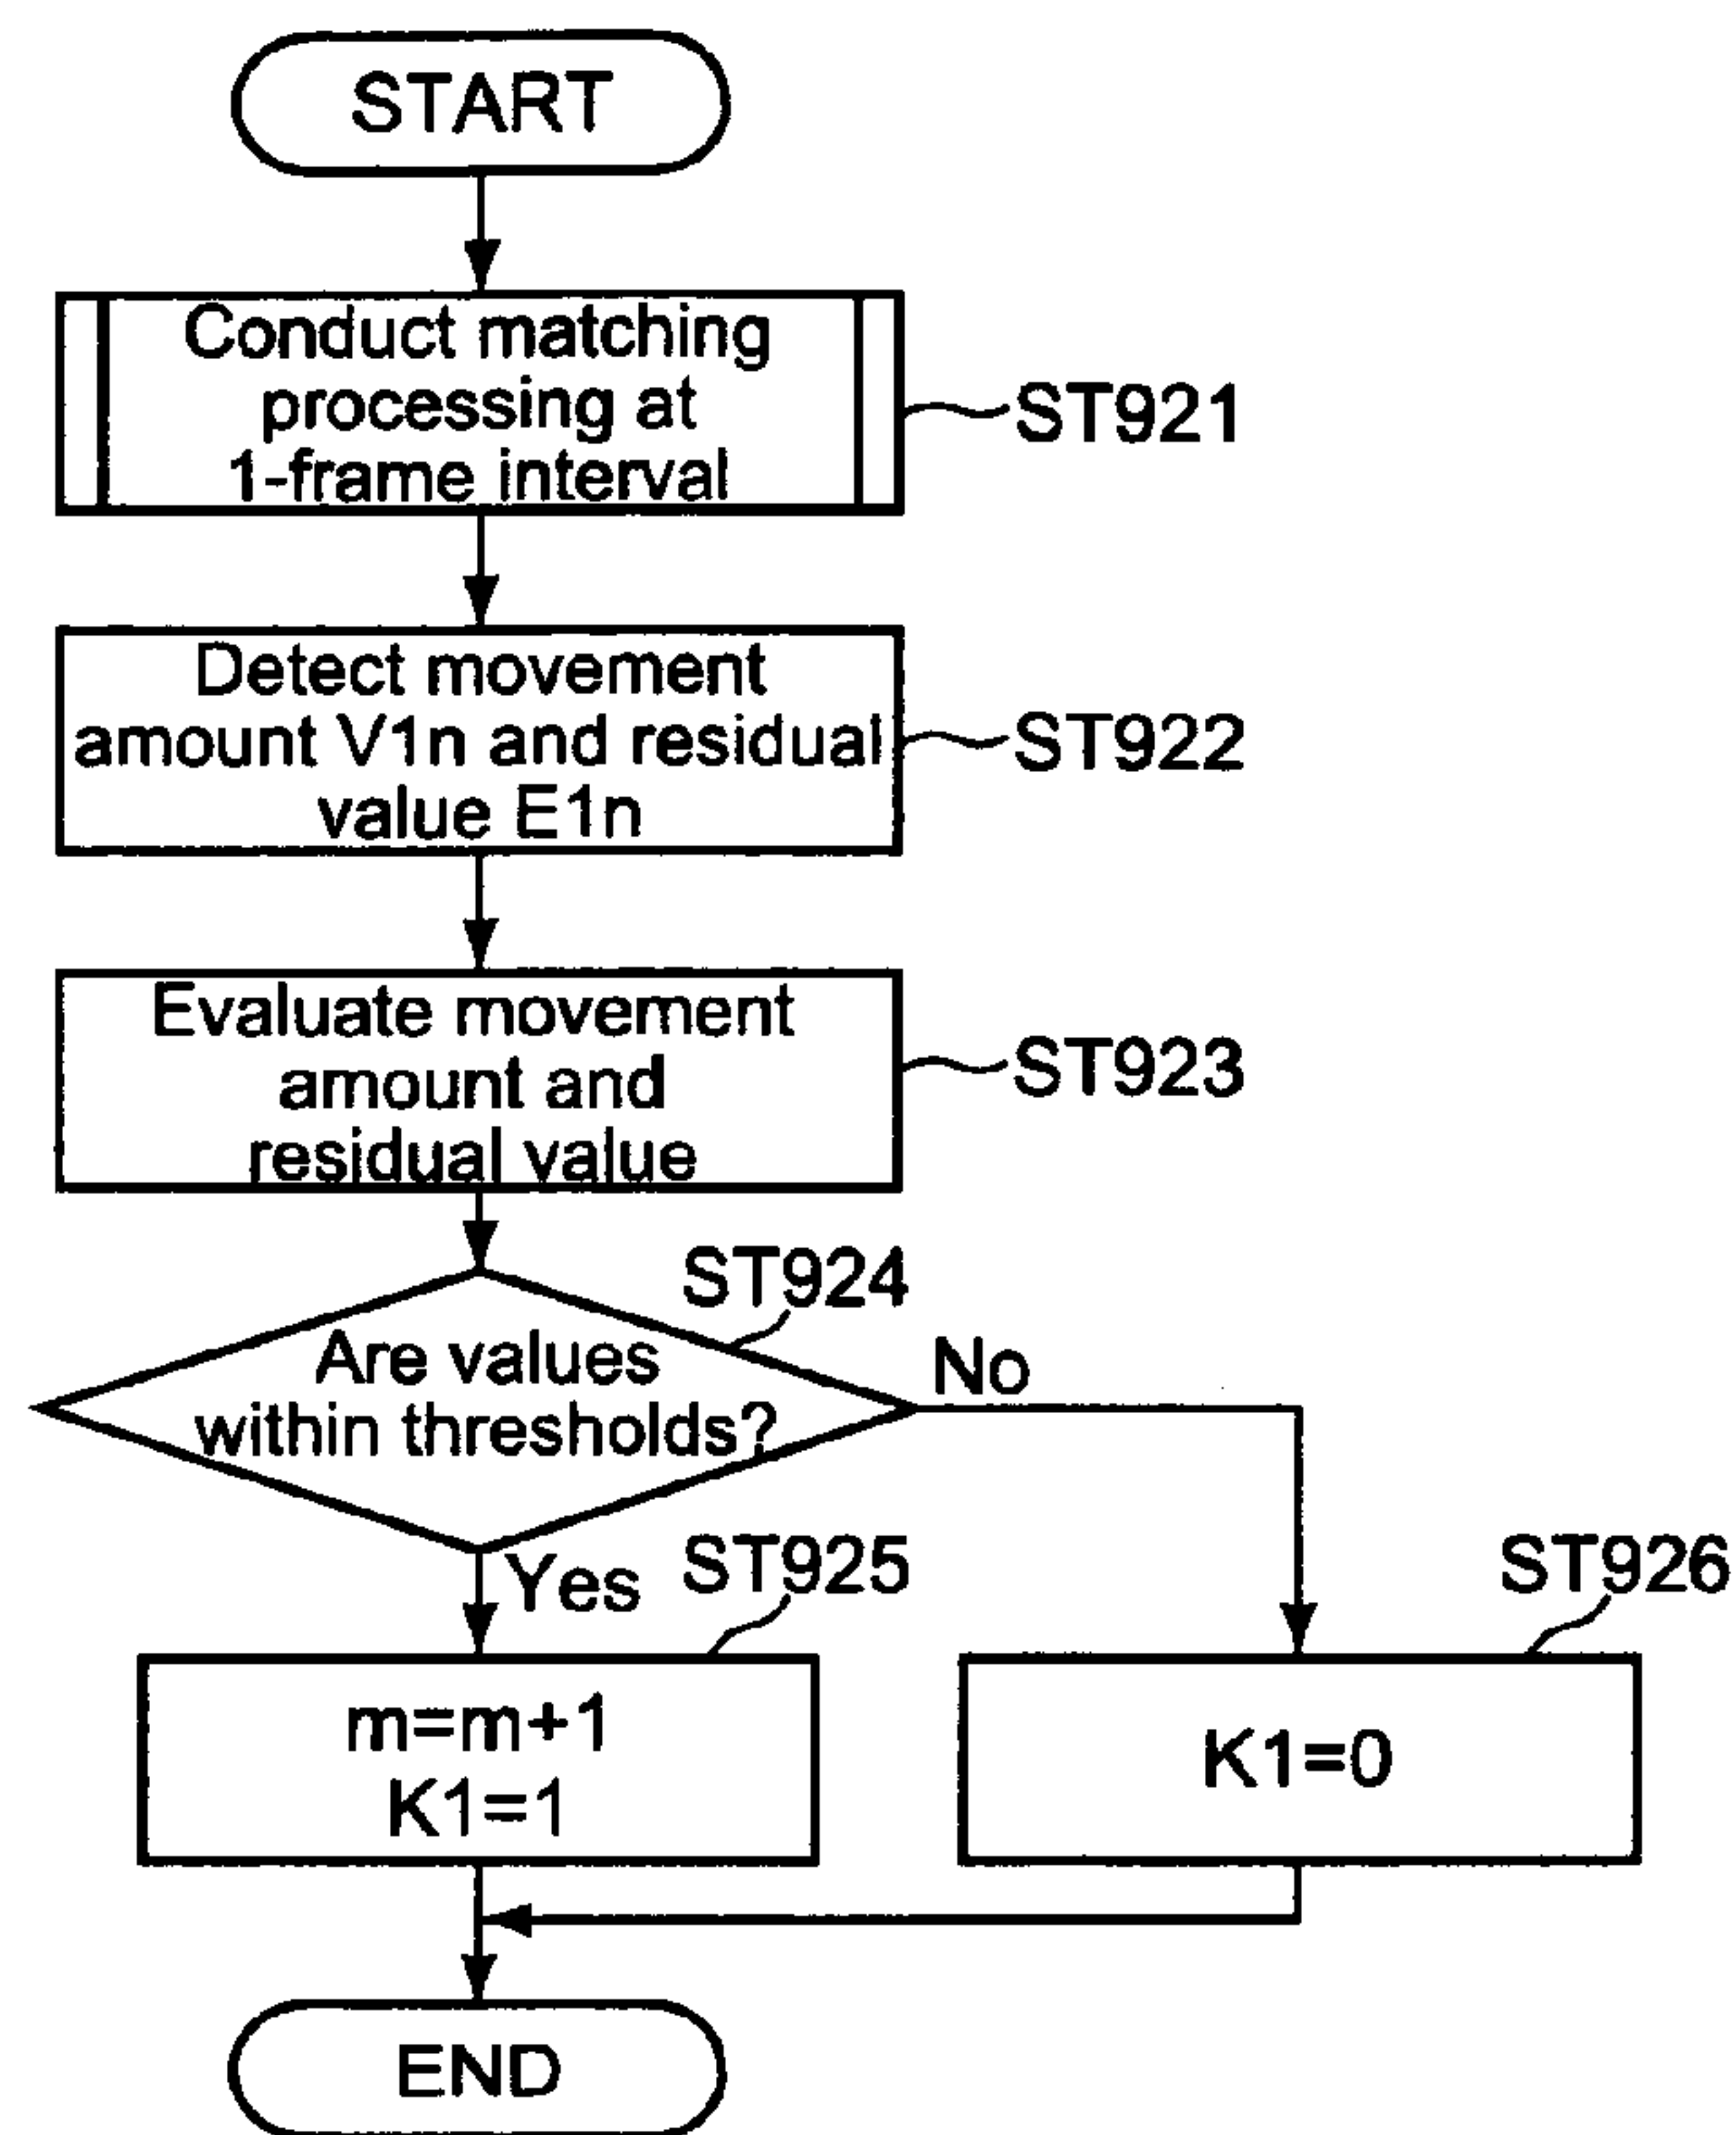 START
Conduct matching
processing at
1-frame interval
ST921
Detect movement
amount V1n and residual
value E1n
ST922
Evaluate movement
amount and
residual value
ST923
ST924
Are values
within thresholds?
No
Yes
ST925
ST926
m=m+1
K1=1
K1=0
END